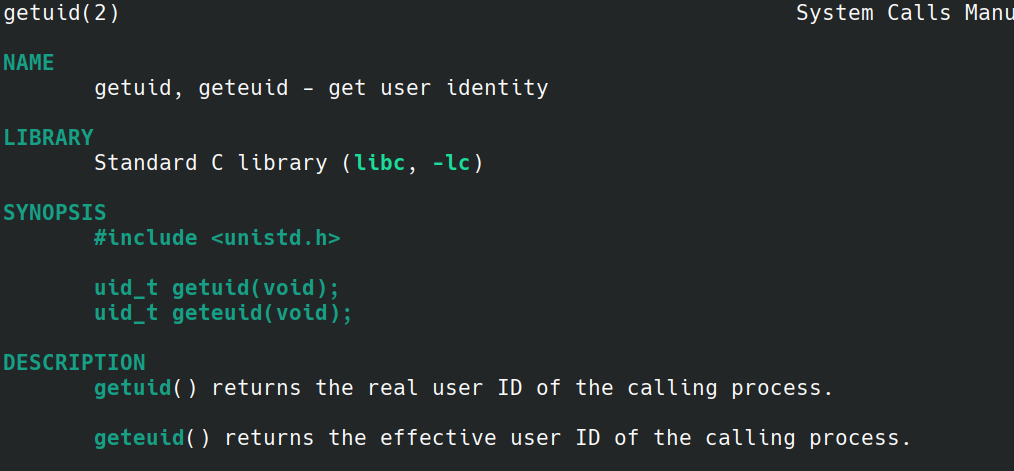 getuid(2) System Calls Manu
NAME
getuid, geteuid - get user identity
LIBRARY
Standard C library (libc, -lc)
SYNOPSIS
#include <unistd.h>
uid_t getuid(void);
uid_t geteuid(void);
DESCRIPTION
getuid() returns the real user ID of the calling process.
geteuid() returns the effective user ID of the calling process.